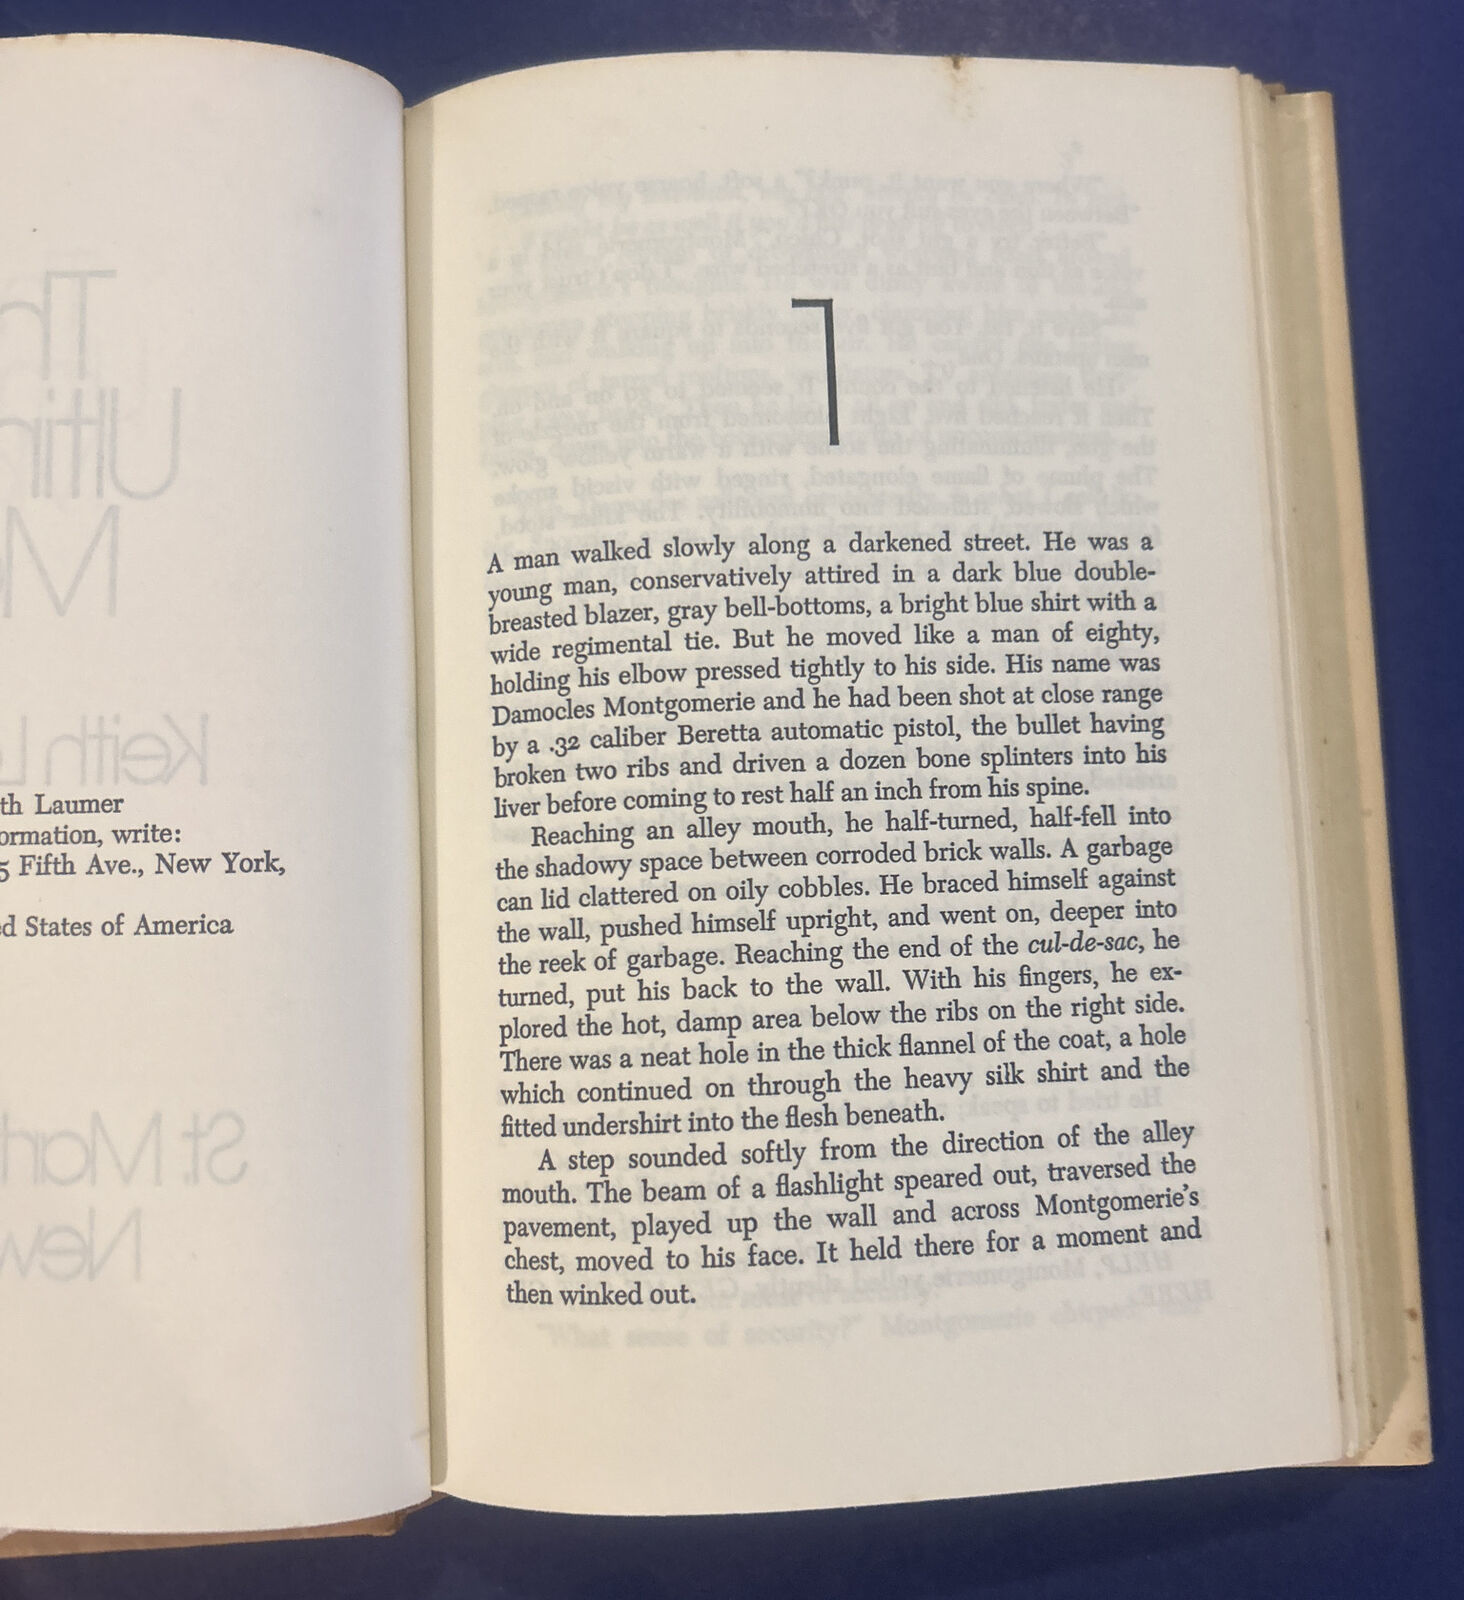 th Laumer
ormation, write:
5 Fifth Ave., New York,
ed States of America
1
A man walked slowly along a darkened street. He was a
young man, conservatively attired in a dark blue double-
breasted blazer, gray bell-bottoms, a bright blue shirt with a
wide regimental tie. But he moved like a man of eighty,
holding his elbow pressed tightly to his side. His name was
Damocles Montgomerie and he had been shot at close range
by a .32 caliber Beretta automatic pistol, the bullet having
broken two ribs and driven a dozen bone splinters into his
liver before coming to rest half an inch from his spine.
Reaching an alley mouth, he half-turned, half-fell into
the shadowy space between corroded brick walls. A garbage
can lid clattered on oily cobbles. He braced himself against
the wall, pushed himself upright, and went on, deeper into
the reek of garbage. Reaching the end of the cul-de-sac, he
turned, put his back to the wall. With his fingers, he ex-
plored the hot, damp area below the ribs on the right side.
There was a neat hole in the thick flannel of the coat, a hole
which continued on through the heavy silk shirt and the
fitted undershirt into the flesh beneath.
A step sounded softly from the direction of the alley
mouth. The beam of a flashlight speared out, traversed the
pavement, played up the wall and across Montgomerie's
chest, moved to his face. It held there for a moment and
then winked out.